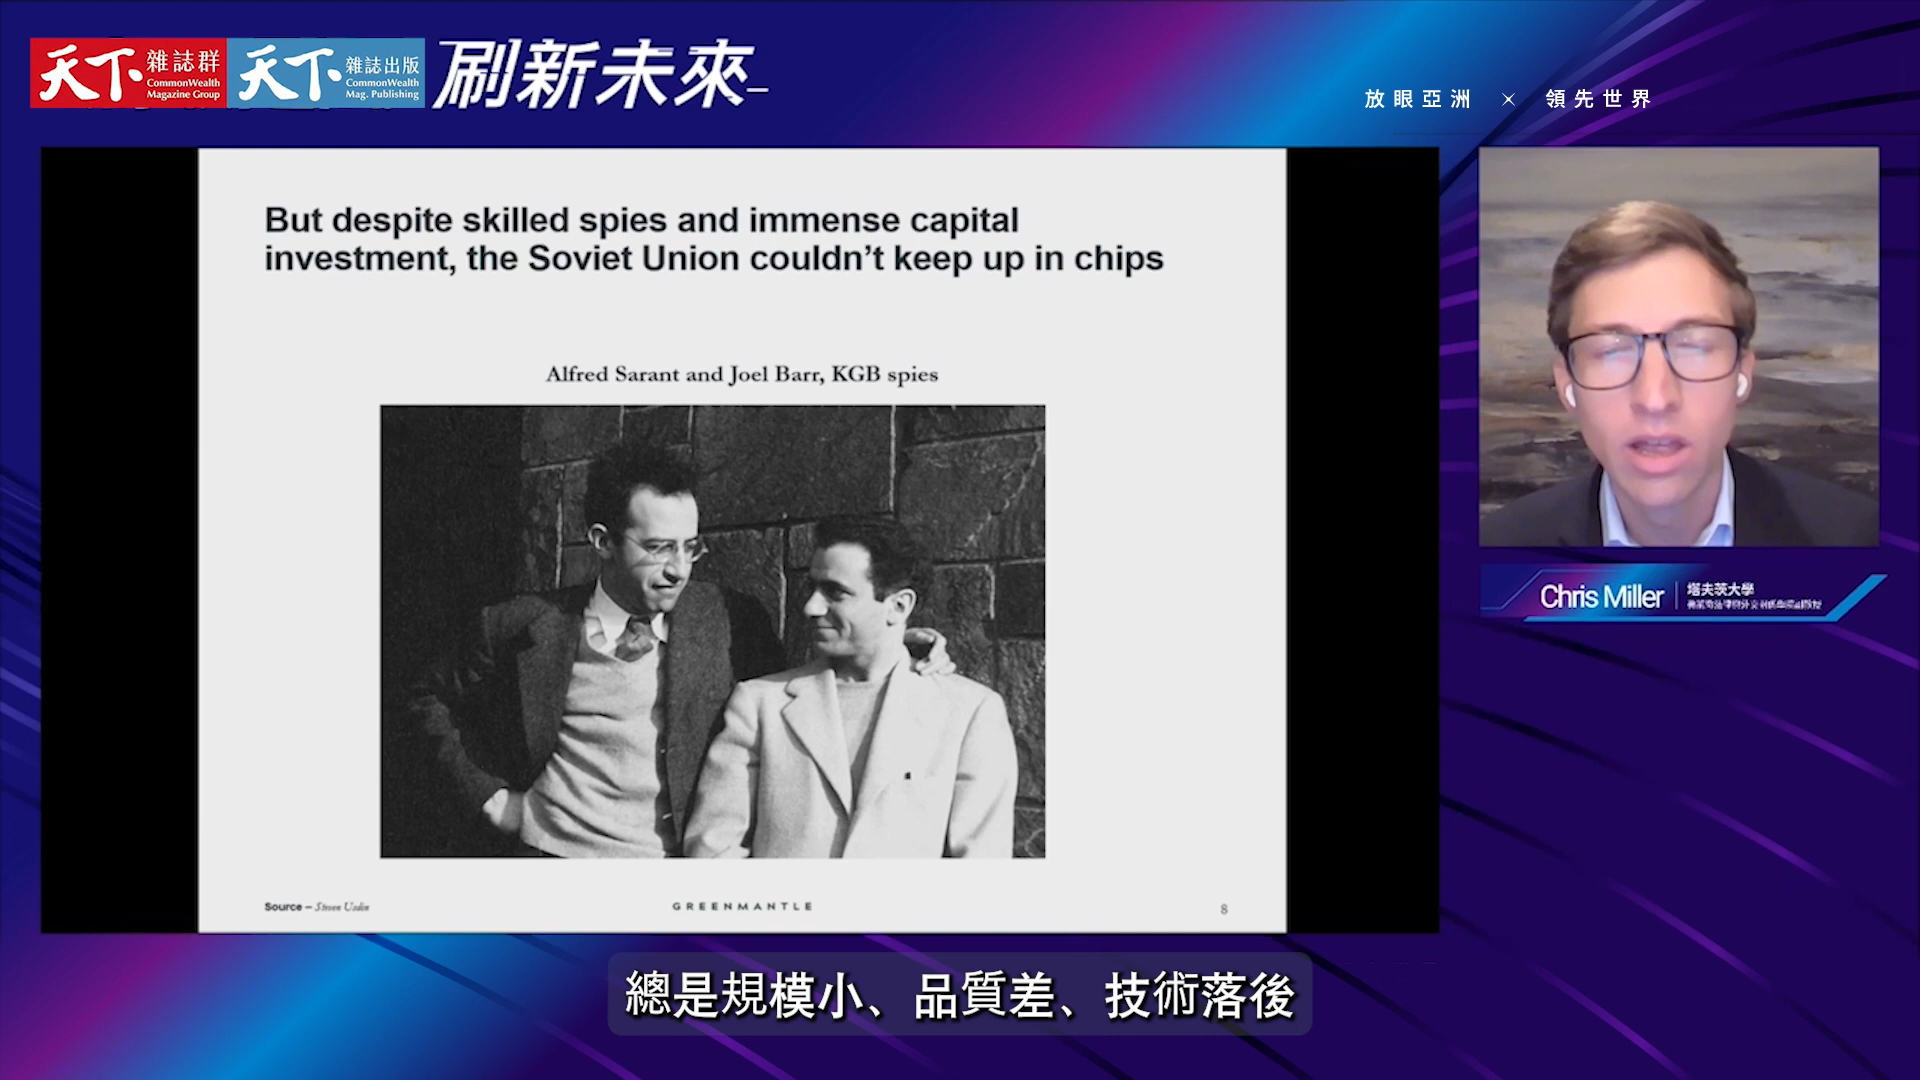 天下 雜誌群
CommonWealth
Magazine Group
天下 雜誌出版
CommonWealth
Mag. Publishing
刷新未來_
放眼亞洲 × 領先世界
But despite skilled spies and immense capital
investment, the Soviet Union couldn't keep up in chips
Alfred Sarant and Joel Barr, KGB spies
Source – Steven Usdin
GREENMANTLE
8
Chris Miller
塔夫茨大學
總是規模小、品質差、技術落後